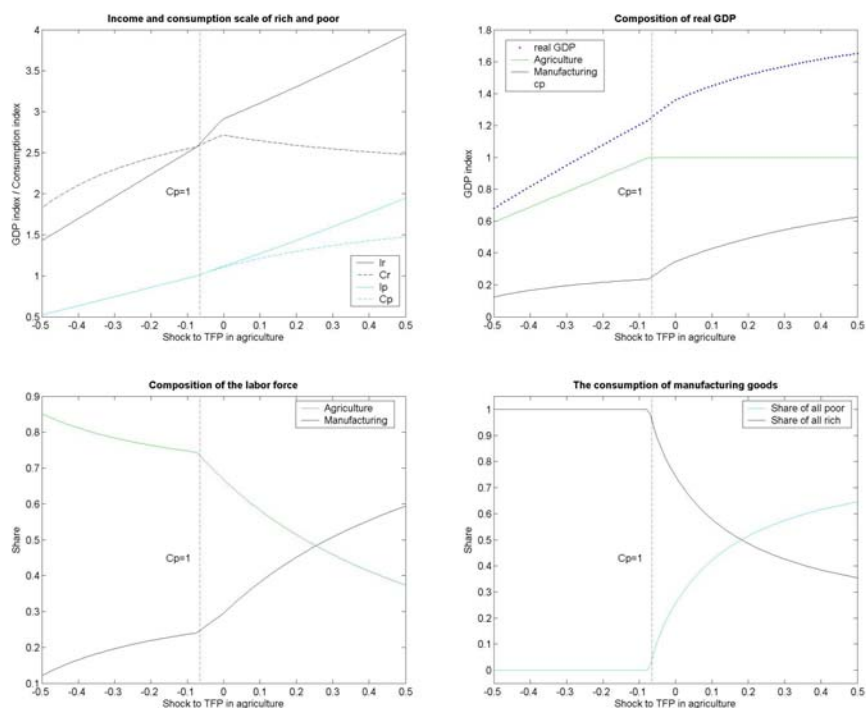 Income and consumption scale of rich and poor
GDP index / Consumption index
4
3.5
3
2.5
2
1.5
1
0.5
Cp=1
Ir
Cr
Ip
Cp
-0.5 -0.4 -0.3 -0.2 -0.1 0 0.1 0.2 0.3 0.4 0.5
Shock to TFP in agriculture
Composition of real GDP
GDP index
1.8
1.6
1.4
1.2
1
0.8
0.6
0.4
0.2
0
real GDP
Agriculture
Manufacturing
cp
Cp=1
-0.5 -0.4 -0.3 -0.2 -0.1 0 0.1 0.2 0.3 0.4 0.5
Shock to TFP in agriculture
Composition of the labor force
Share
0.9
0.8
0.7
0.6
0.5
0.4
0.3
0.2
0.1
Agriculture
Manufacturing
Cp=1
-0.5 -0.4 -0.3 -0.2 -0.1 0 0.1 0.2 0.3 0.4 0.5
Shock to TFP in agriculture
The consumption of manufacturing goods
Share
1
0.9
0.8
0.7
0.6
0.5
0.4
0.3
0.2
0.1
0
Share of all poor
Share of all rich
Cp=1
-0.5 -0.4 -0.3 -0.2 -0.1 0 0.1 0.2 0.3 0.4 0.5
Shock to TFP in agriculture